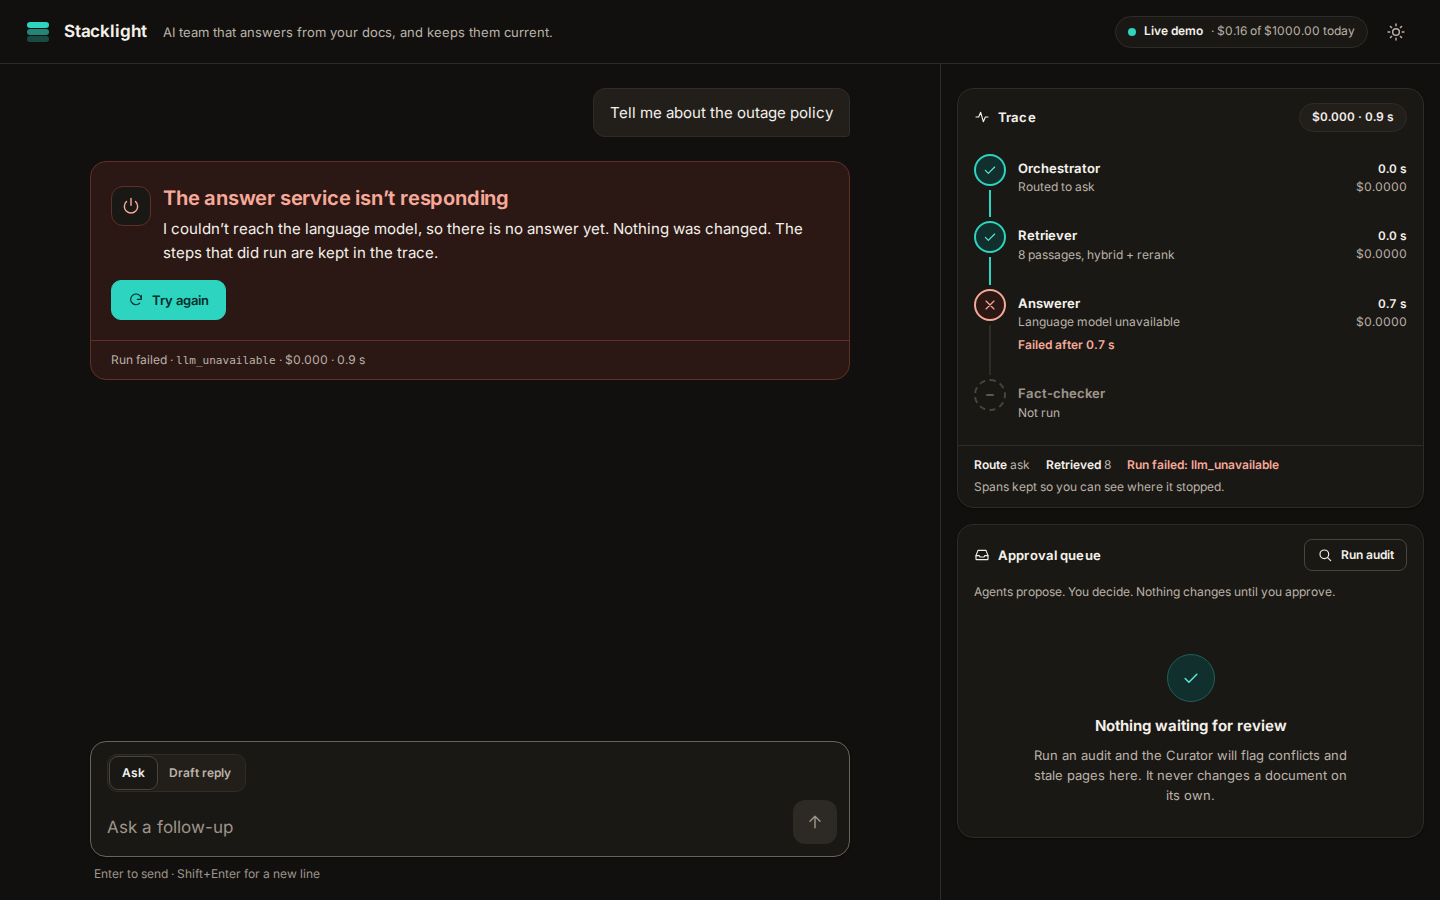 Stacklight
AI team that answers from your docs, and keeps them current.
Live demo · $0.16 of $1000.00 today
Tell me about the outage policy
The answer service isn’t responding
I couldn’t reach the language model, so there is no answer yet. Nothing was changed. The
steps that did run are kept in the trace.
Try again
Run failed · llm_unavailable · $0.000 · 0.9 s
Ask
Draft reply
Ask a follow-up
Enter to send · Shift+Enter for a new line
Trace
$0.000 · 0.9 s
Orchestrator
0.0 s
Routed to ask
$0.0000
Retriever
0.0 s
8 passages, hybrid + rerank
$0.0000
Answerer
0.7 s
Language model unavailable
$0.0000
Failed after 0.7 s
Fact-checker
Not run
Route ask
Retrieved 8
Run failed: llm_unavailable
Spans kept so you can see where it stopped.
Approval queue
Run audit
Agents propose. You decide. Nothing changes until you approve.
Nothing waiting for review
Run an audit and the Curator will flag conflicts and
stale pages here. It never changes a document on
its own.